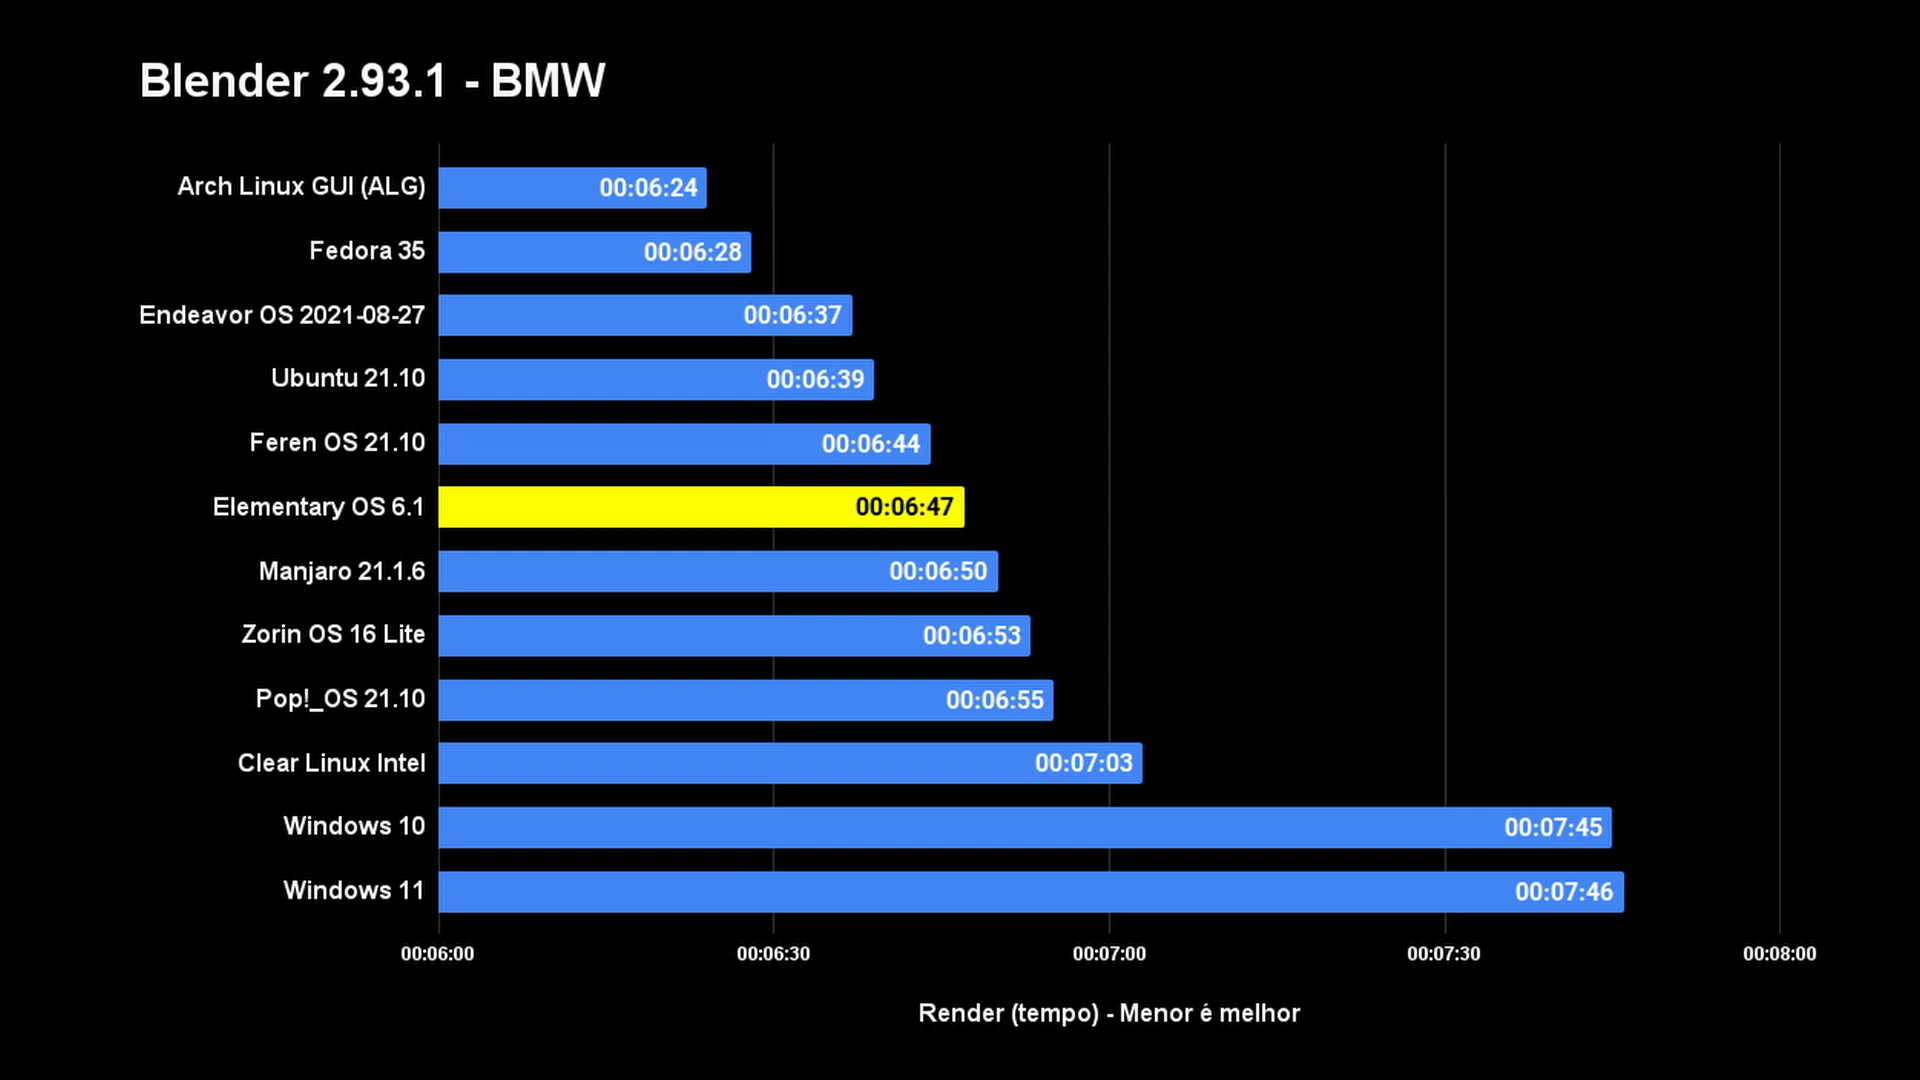 Blender 2.93.1 - BMW
Arch Linux GUI (ALG) 00:06:24
Fedora 35 00:06:28
Endeavor OS 2021-08-27 00:06:37
Ubuntu 21.10 00:06:39
Feren OS 21.10 00:06:44
Elementary OS 6.1 00:06:47
Manjaro 21.1.6 00:06:50
Zorin OS 16 Lite 00:06:53
Pop!_OS 21.10 00:06:55
Clear Linux Intel 00:07:03
Windows 10 00:07:45
Windows 11 00:07:46
00:06:00 00:06:30 00:07:00 00:07:30 00:08:00
Render (tempo) - Menor é melhor